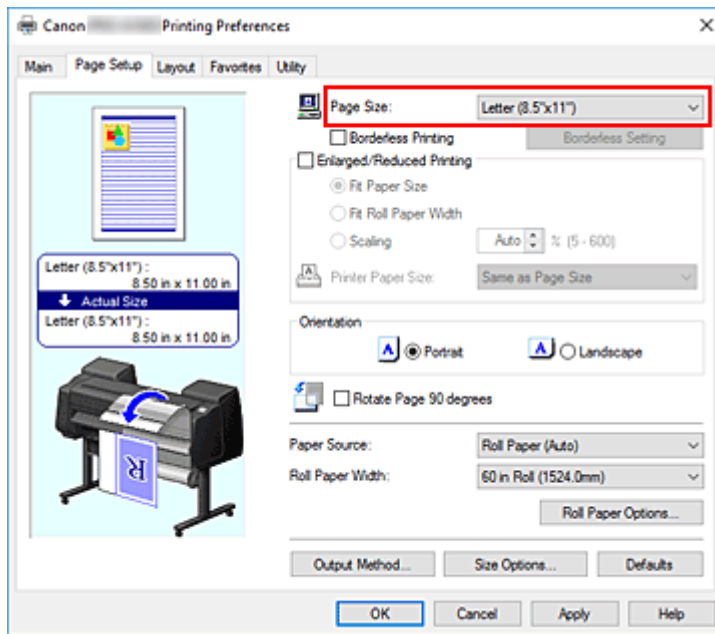 Canon Printing Preferences
Main Page Setup Layout Favorites Utility
Page Size: Letter (8.5"x11")
Borderless Printing Borderless Setting
Enlarged/Reduced Printing
Fit Paper Size
Fit Roll Paper Width
Scaling Auto % (5 - 600)
Printer Paper Size: Same as Page Size
Letter (8.5"x11") :
8.50 in x 11.00 in
Actual Size
Letter (8.5"x11") :
8.50 in x 11.00 in
Orientation
A Portrait A Landscape
Rotate Page 90 degrees
R
Paper Source: Roll Paper (Auto)
Roll Paper Width: 60 in Roll (1524.0mm)
Roll Paper Options...
Output Method... Size Options... Defaults
OK Cancel Apply Help